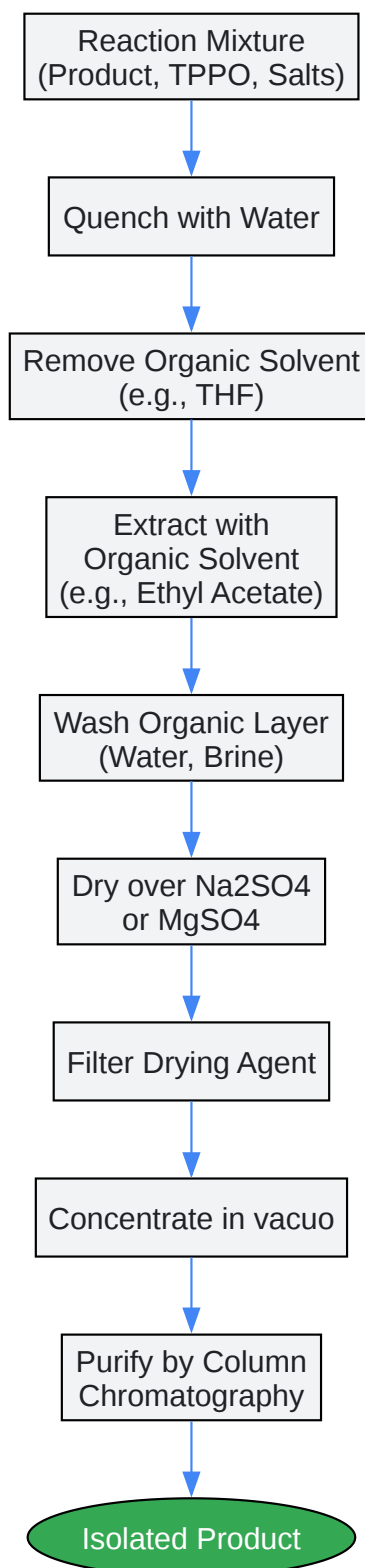 Reaction Mixture
(Product, TPPO, Salts)
Quench with Water
Remove Organic Solvent
(e.g., THF)
Extract with
Organic Solvent
(e.g., Ethyl Acetate)
Wash Organic Layer
(Water, Brine)
Dry over Na2SO4
or MgSO4
Filter Drying Agent
Concentrate in vacuo
Purify by Column
Chromatography
Isolated Product